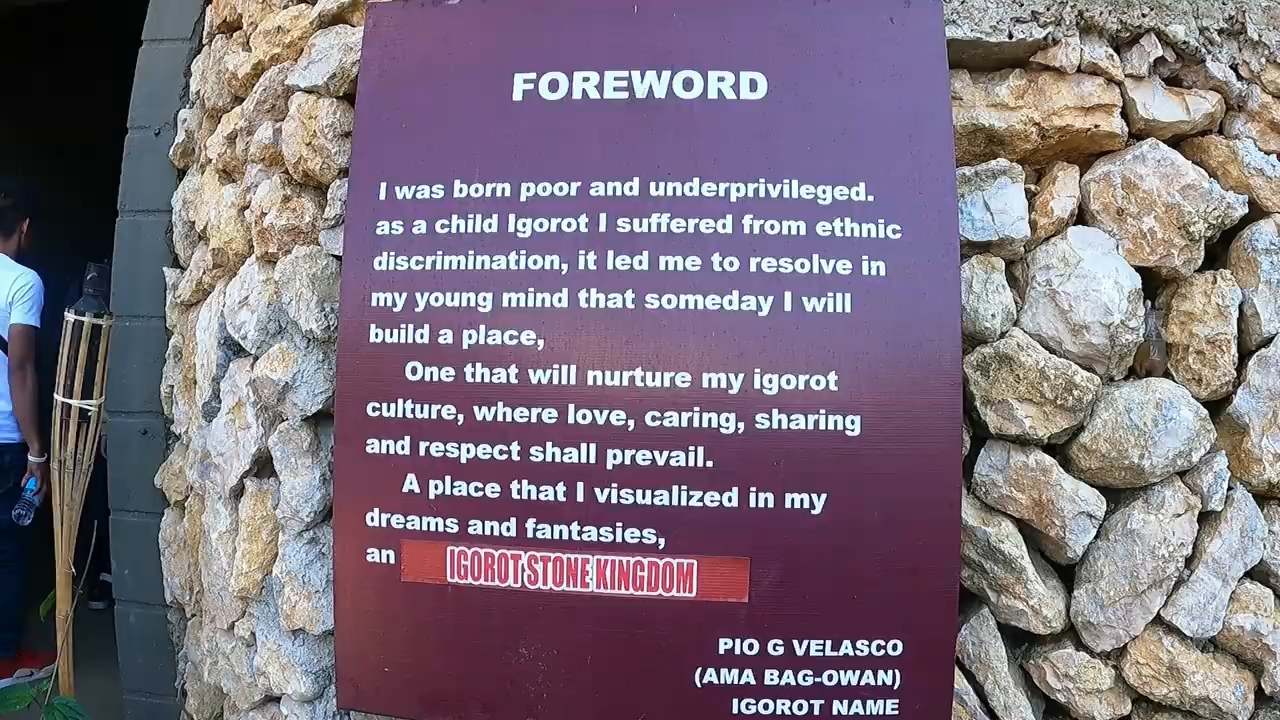 FOREWORD
I was born poor and underprivileged.
as a child Igorot I suffered from ethnic
discrimination, it led me to resolve in
my young mind that someday I will
build a place,
One that will nurture my igorot
culture, where love, caring, sharing
and respect shall prevail.
A place that I visualized in my
dreams and fantasies,
an IGOROT STONE KINGDOM
PIO G VELASCO
(AMA BAG-OWAN)
IGOROT NAME